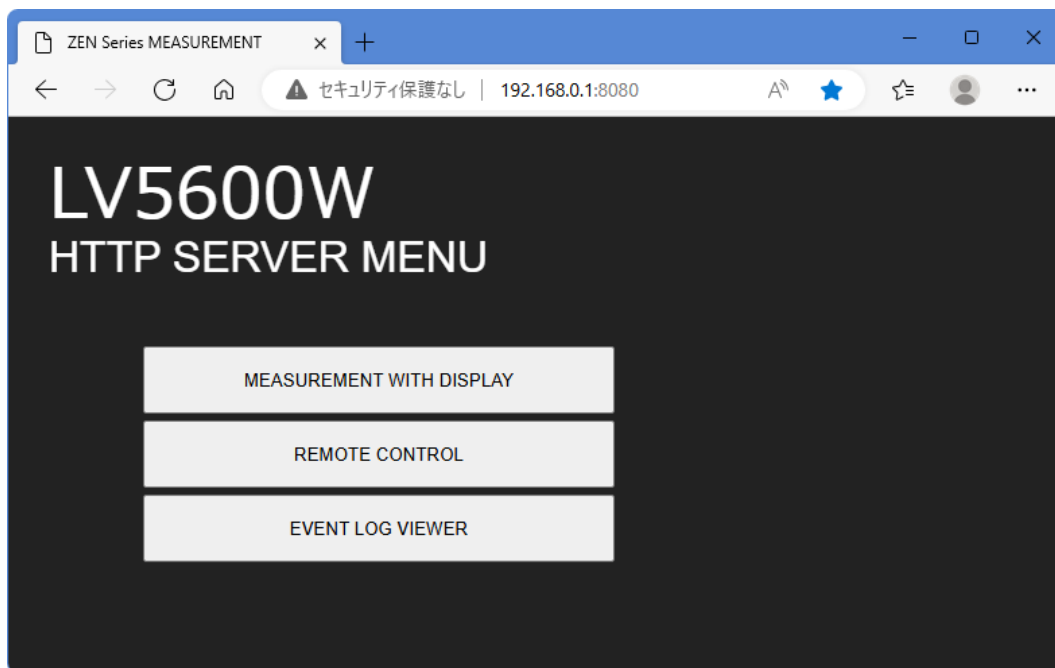 ZEN Series MEASUREMENT
セキュリティ保護なし | 192.168.0.1:8080
LV5600W
HTTP SERVER MENU
MEASUREMENT WITH DISPLAY
REMOTE CONTROL
EVENT LOG VIEWER